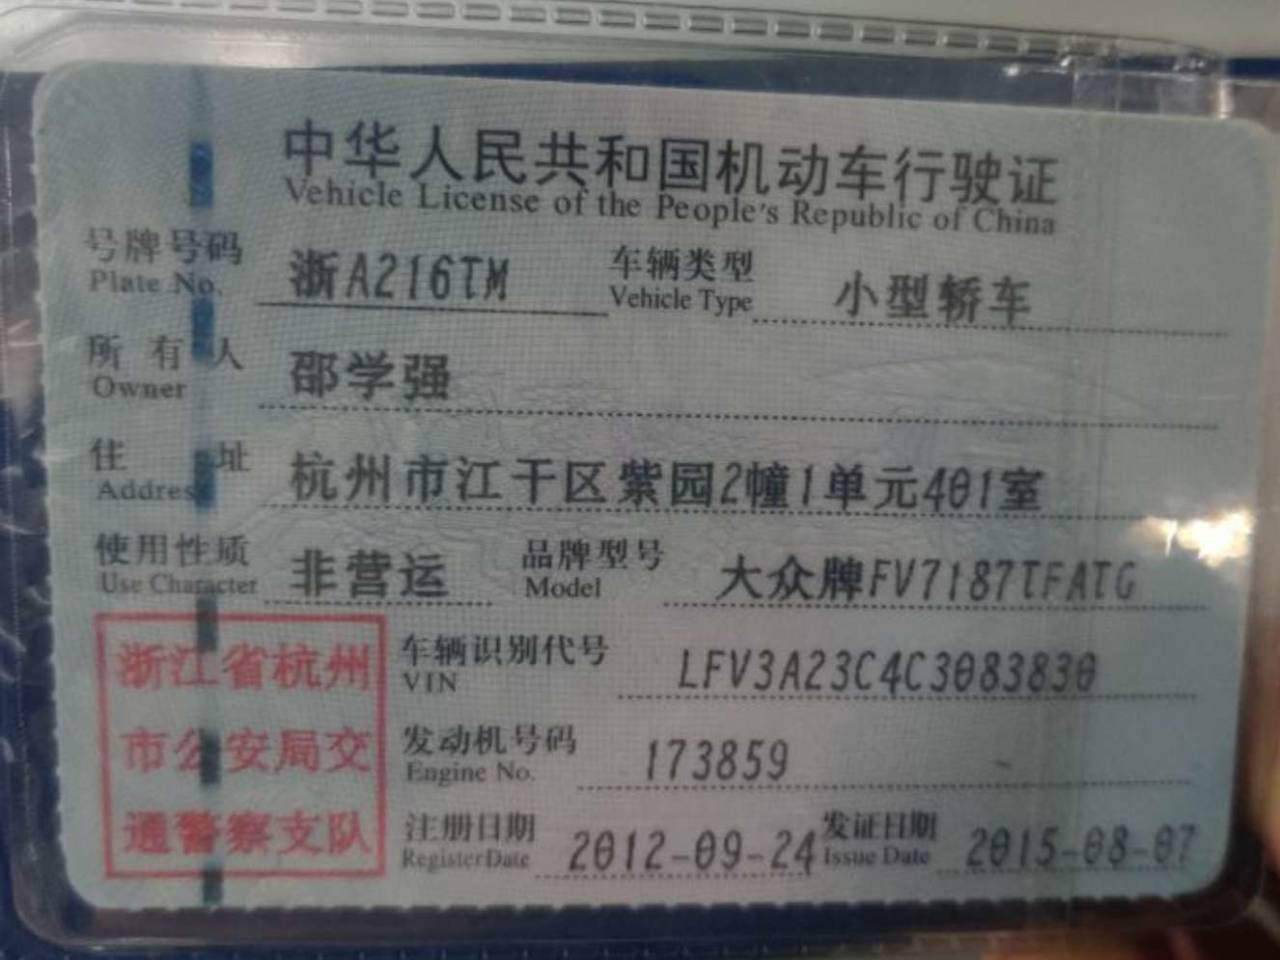 中华人民共和国机动车行驶证
Vehicle License of the People's Republic of China
号牌号码 浙A216TM 车辆类型 小型轿车
Plate No. Vehicle Type
所有人 邵学强
Owner
住址 杭州市江干区紫园2幢1单元401室
Address
使用性质 非营运 品牌型号 大众牌FV7187TFATG
Use Character Model
浙江省杭州
市公安局交
通警察支队
车辆识别代号 LFV3A23C4C3083830
VIN
发动机号码 173859
Engine No.
注册日期 2012-09-24 发证日期 2015-08-07
Register Date Issue Date